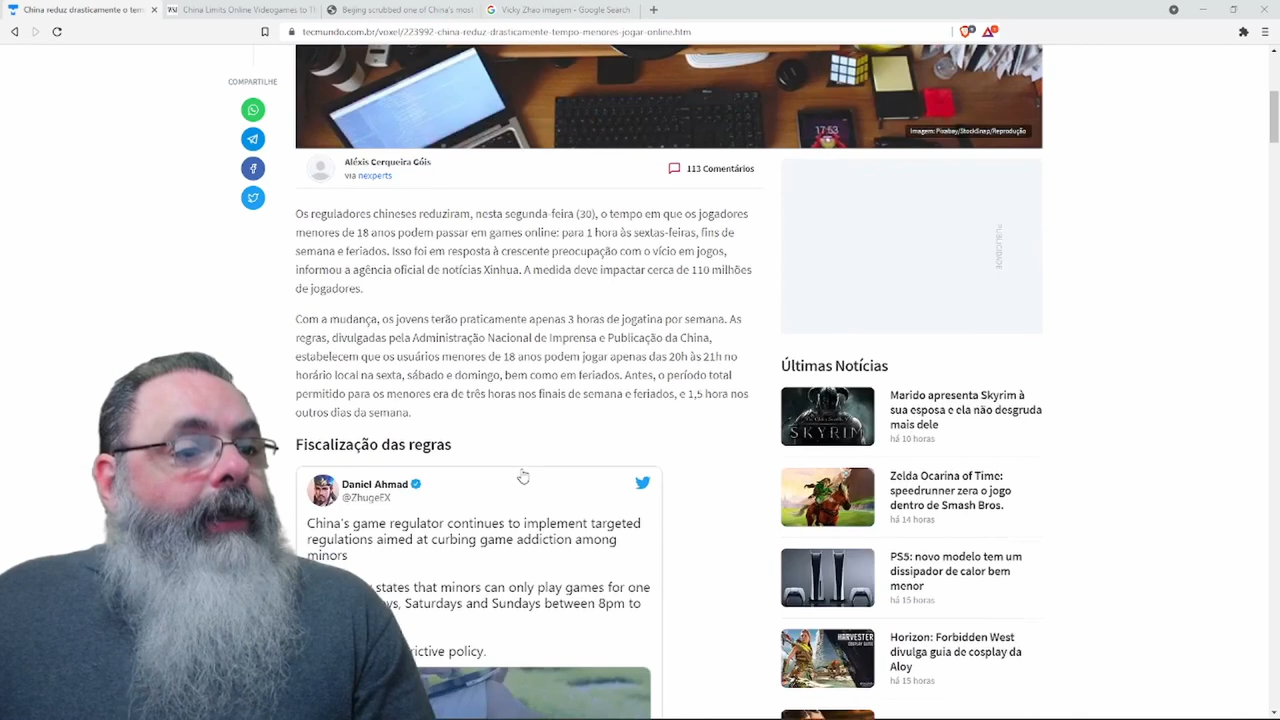 China reduz drasticamente o tem
China Limits Online Videogames to Th
Beijing scrubbed one of China's most
Vicky Zhao imagem - Google Search
tecmundo.com.br/voxel/223992-china-reduz-drasticamente-tempo-menores-jogar-online.htm
COMPARTILHE
17:53
Imagem: Pixabay/StockSnap/Reprodução
Aléxis Cerqueira Góis
via nexperts
113 Comentários
Os reguladores chineses reduziram, nesta segunda-feira (30), o tempo em que os jogadores
menores de 18 anos podem passar em games online: para 1 hora às sextas-feiras, fins de
semana e feriados. Isso foi em resposta à crescente preocupação com o vício em jogos,
informou a agência oficial de notícias Xinhua. A medida deve impactar cerca de 110 milhões
de jogadores.
Com a mudança, os jovens terão praticamente apenas 3 horas de jogatina por semana. As
regras, divulgadas pela Administração Nacional de Imprensa e Publicação da China,
estabelecem que os usuários menores de 18 anos podem jogar apenas das 20h às 21h no
horário local na sexta, sábado e domingo, bem como em feriados. Antes, o período total
permitido para os menores era de três horas nos finais de semana e feriados, e 1,5 hora nos
outros dias da semana.
Fiscalização das regras
Daniel Ahmad
@ZhugeEX
China's game regulator continues to implement targeted
regulations aimed at curbing game addiction among
minors
states that minors can only play games for one
ys, Saturdays and Sundays between 8pm to
rictive policy.
PUBLICIDADE
Últimas Notícias
SKYRIM
Marido apresenta Skyrim à
sua esposa e ela não desgruda
mais dele
há 10 horas
Zelda Ocarina of Time:
speedrunner zera o jogo
dentro de Smash Bros.
há 14 horas
PS5: novo modelo tem um
dissipador de calor bem
menor
há 15 horas
HARVESTER
COSPLAY GUIDE
Horizon: Forbidden West
divulga guia de cosplay da
Aloy
há 15 horas